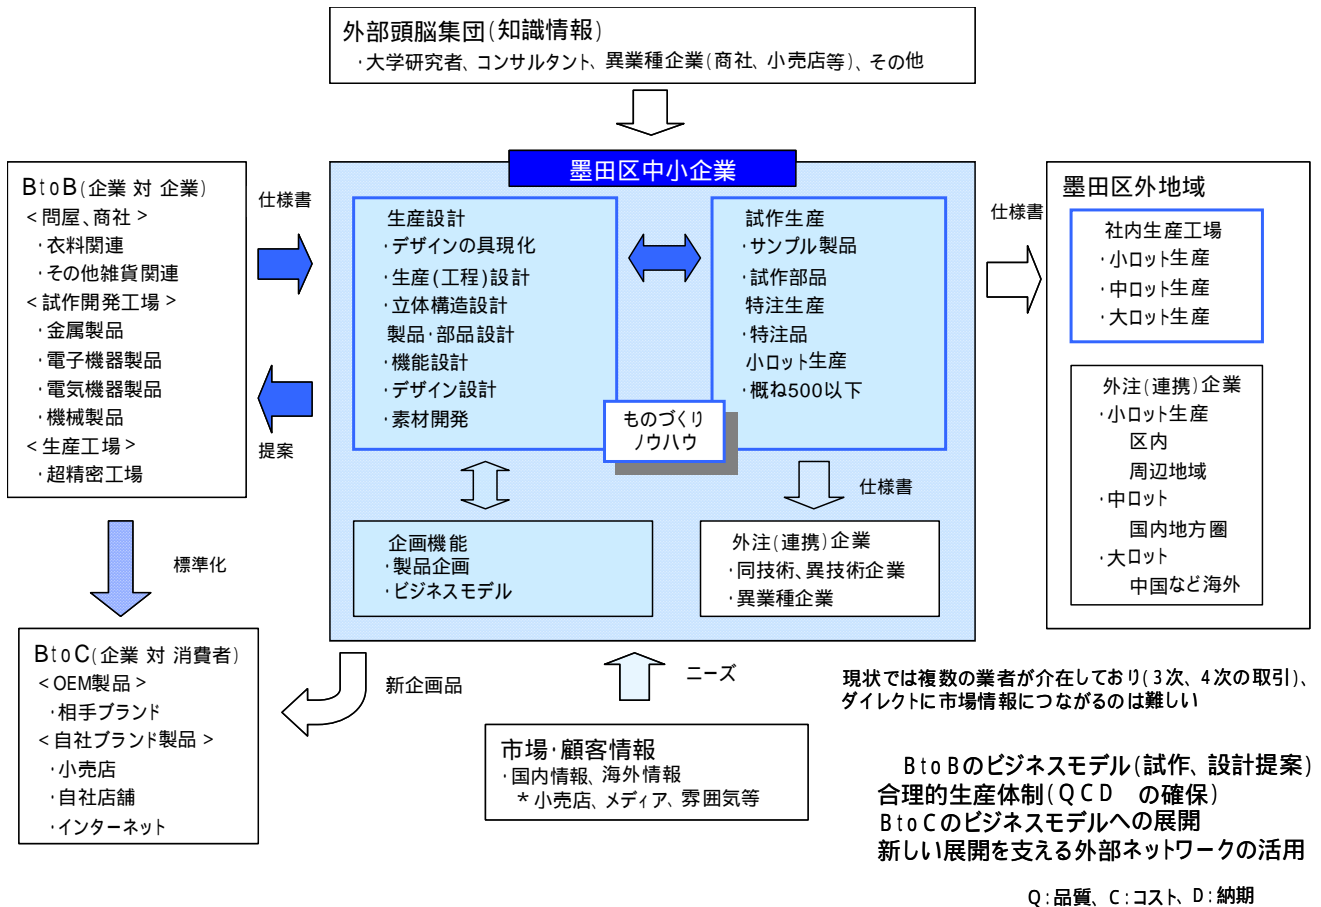 外部頭脳集団(知識情報)
・大学研究者、コンサルタント、異業種企業(商社、小売店等)、その他
墨田区中小企業
BtoB(企業 対 企業)
<問屋、商社>
・衣料関連
・その他雑貨関連
<試作開発工場>
・金属製品
・電子機器製品
・電気機器製品
・機械製品
<生産工場>
・超精密工場
仕様書
提案
生産設計
・デザインの具現化
・生産(工程)設計
・立体構造設計
製品・部品設計
・機能設計
・デザイン設計
・素材開発
試作生産
・サンプル製品
・試作部品
特注生産
・特注品
小ロット生産
・概ね500以下
ものづくり
ノウハウ
仕様書
企画機能
・製品企画
・ビジネスモデル
外注(連携)企業
・同技術、異技術企業
・異業種企業
仕様書
墨田区外地域
社内生産工場
・小ロット生産
・中ロット生産
・大ロット生産
外注(連携)企業
・小ロット生産
区内
周辺地域
・中ロット
国内地方圏
・大ロット
中国など海外
標準化
BtoC(企業 対 消費者)
<OEM製品>
・相手ブランド
<自社ブランド製品>
・小売店
・自社店舗
・インターネット
新企画品
ニーズ
市場・顧客情報
・国内情報、海外情報
*小売店、メディア、雰囲気等
現状では複数の業者が介在しており(3次、4次の取引)、
ダイレクトに市場情報につながるのは難しい
BtoBのビジネスモデル(試作、設計提案)
合理的生産体制(QCD の確保)
BtoCのビジネスモデルへの展開
新しい展開を支える外部ネットワークの活用
Q:品質、C:コスト、D:納期